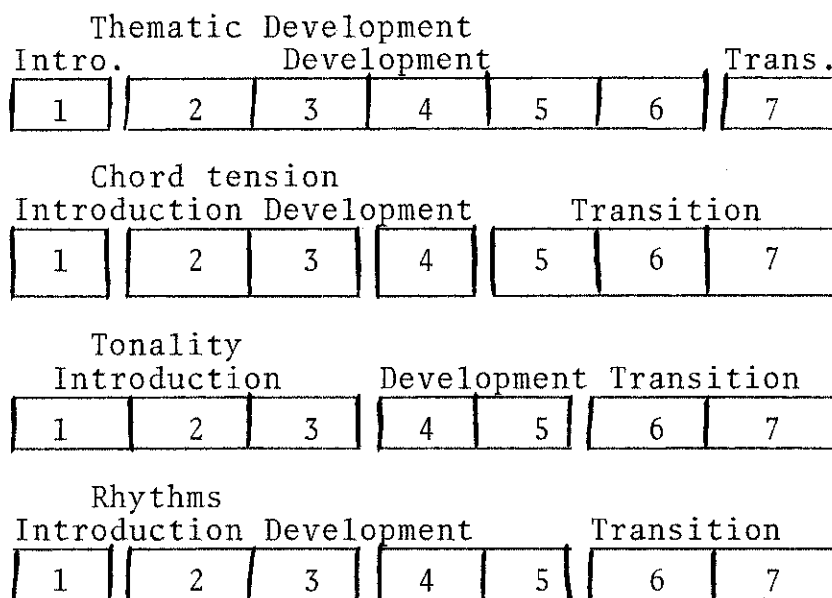 Thematic Development
Intro. Development Trans.
1 2 3 4 5 6 7
Chord tension
Introduction Development Transition
1 2 3 4 5 6 7
Tonality
Introduction Development Transition
1 2 3 4 5 6 7
Rhythms
Introduction Development Transition
1 2 3 4 5 6 7